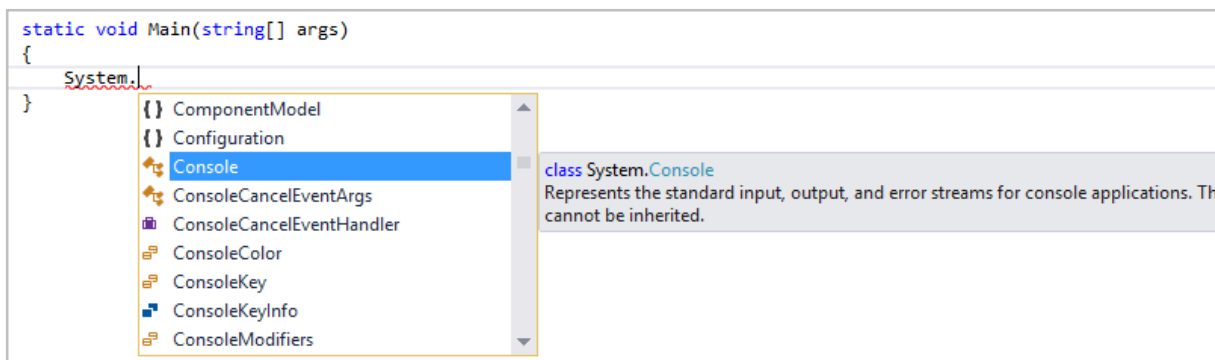 static void Main(string[] args)
{
System.
}
{ } ComponentModel
{ } Configuration
Console
ConsoleCancelEventArgs
ConsoleCancelEventHandler
ConsoleColor
ConsoleKey
ConsoleKeyInfo
ConsoleModifiers
class System.Console
Represents the standard input, output, and error streams for console applications.
cannot be inherited.